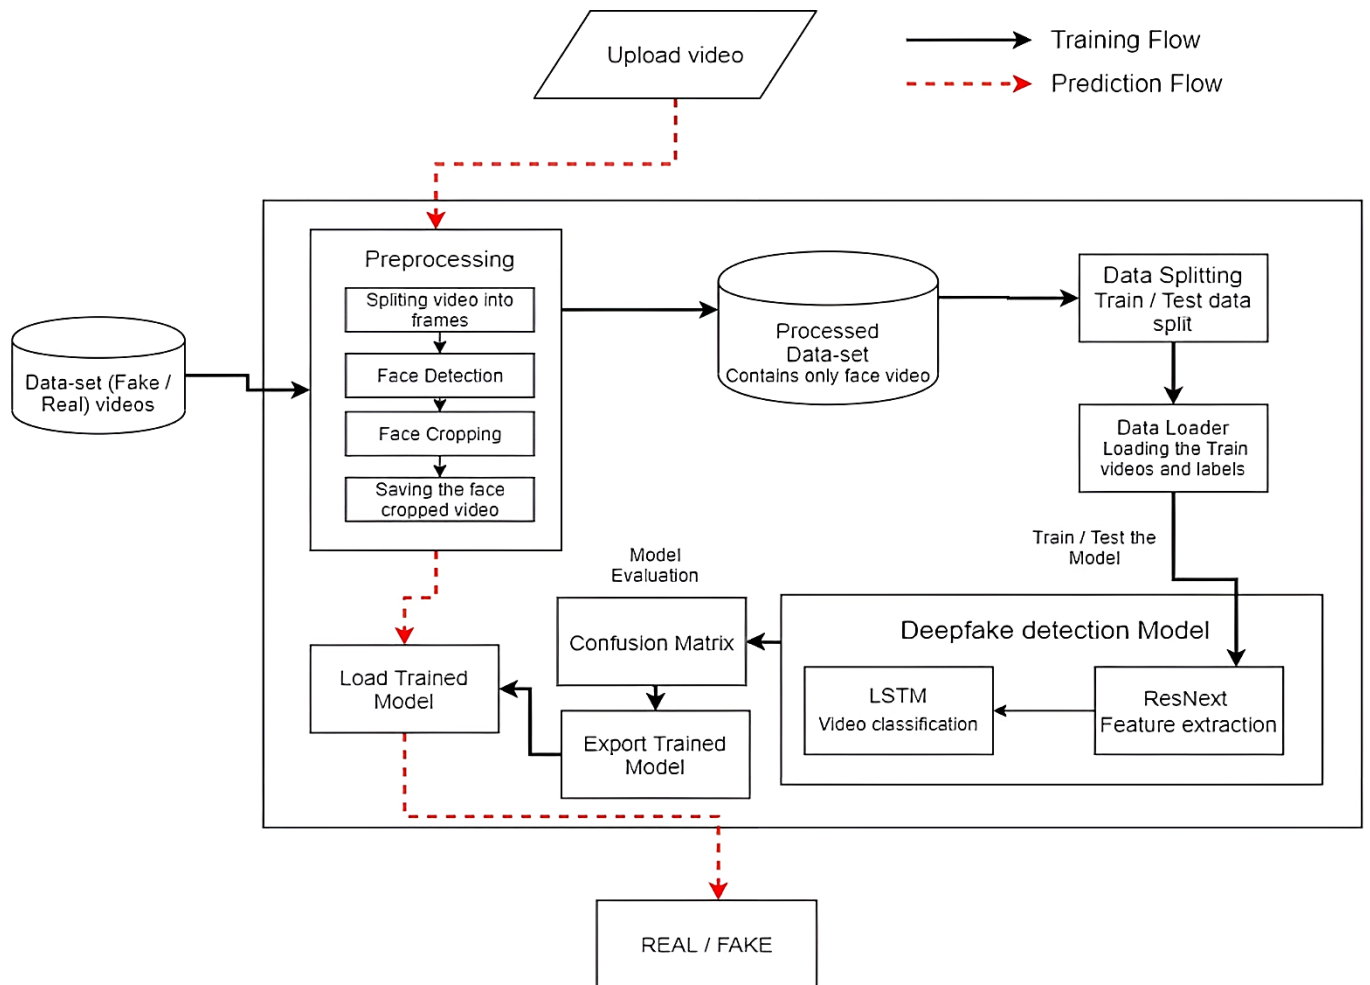 Upload video
Training Flow
Prediction Flow
Preprocessing
Spliting video into
frames
Face Detection
Face Cropping
Saving the face
cropped video
Data-set (Fake /
Real) videos
Processed
Data-set
Contains only face video
Data Splitting
Train / Test data
split
Data Loader
Loading the Train
videos and labels
Train / Test the
Model
Model
Evaluation
Confusion Matrix
Export Trained
Model
Load Trained
Model
Deepfake detection Model
LSTM
Video classification
ResNext
Feature extraction
REAL / FAKE